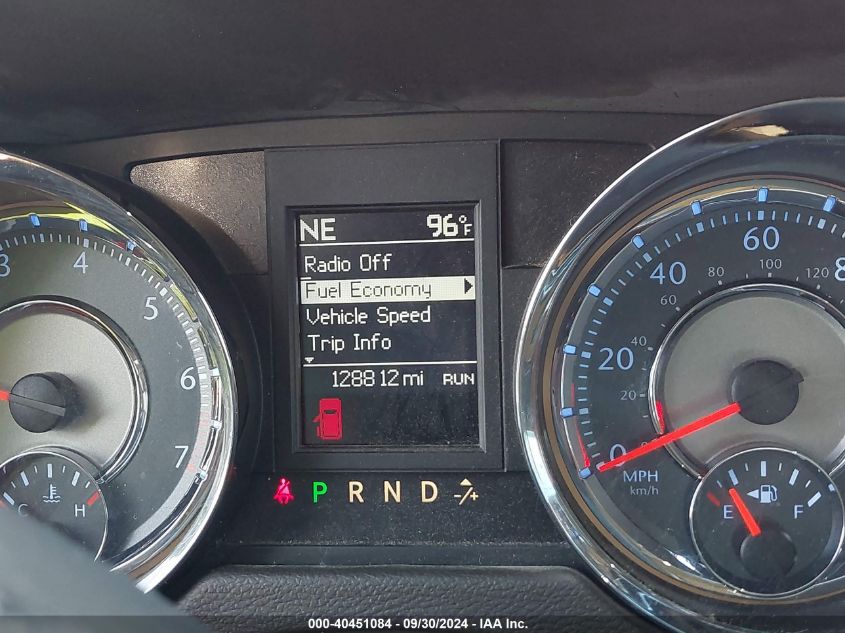 NE 96°F
Radio Off
Fuel Economy
Vehicle Speed
Trip Info
128812 mi RUN
P R N D -/+
3 4 5 6 7
C H
0 20 40 60 8
20 40 60 80 100 120
MPH
km/h
E F
000-40451084 - 09/30/2024 - IAA Inc.